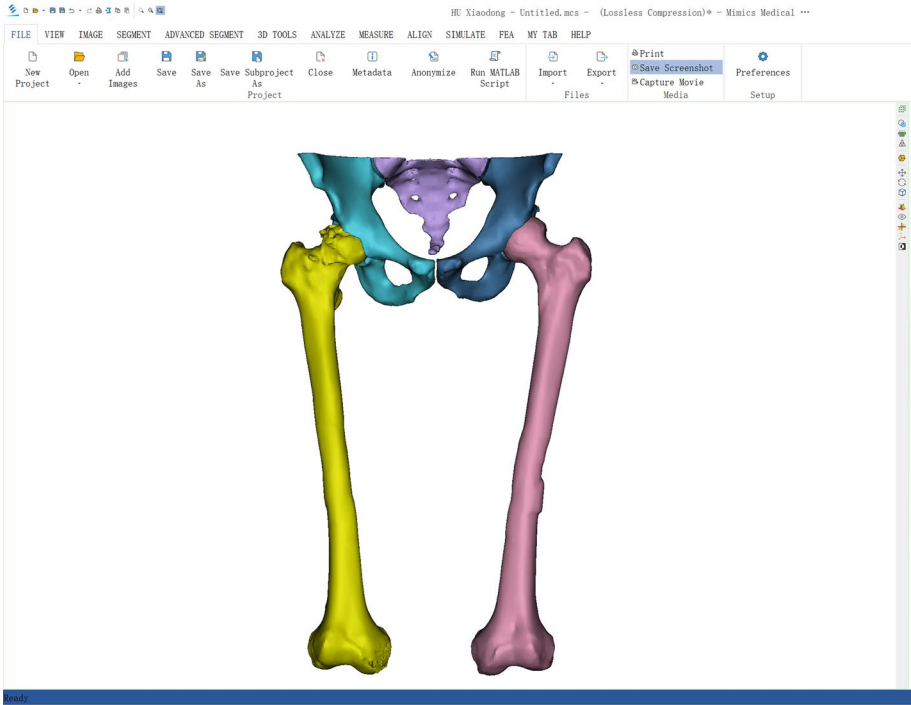 HU Xiaodong - Untitled.mcs - (Lossless Compression)* - Mimics Medical ...
FILE VIEW IMAGE SEGMENT ADVANCED SEGMENT 3D TOOLS ANALYZE MEASURE ALIGN SIMULATE FEA MY TAB HELP
New Project
Open
Add Images
Save
Save As
Save Subproject As
Close
Metadata
Anonymize
Run MATLAB Script
Import
Export
Print
Save Screenshot
Capture Movie
Preferences
Project
Files
Media
Setup
Ready